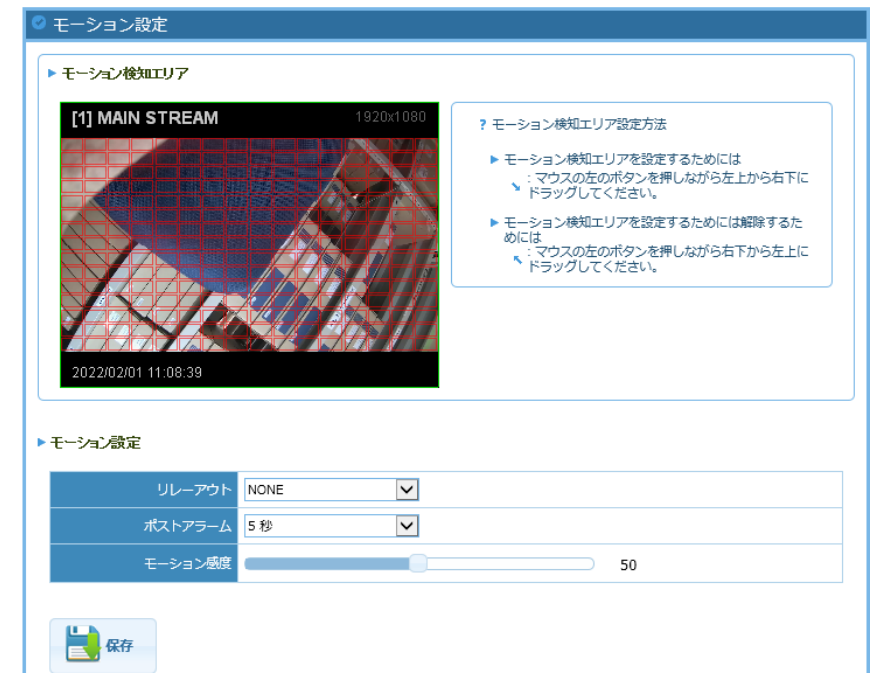 モーション設定
モーション検知エリア
[1] MAIN STREAM
1920x1080
2022/02/01 11:08:39
? モーション検知エリア設定方法
モーション検知エリアを設定するためには
: マウスの左のボタンを押しながら左上から右下に
ドラッグしてください。
モーション検知エリアを設定するためには解除するた
めには
: マウスの左のボタンを押しながら右下から左上に
ドラッグしてください。
モーション設定
リレーアウト NONE
ポストアラーム 5 秒
モーション感度 50
保存